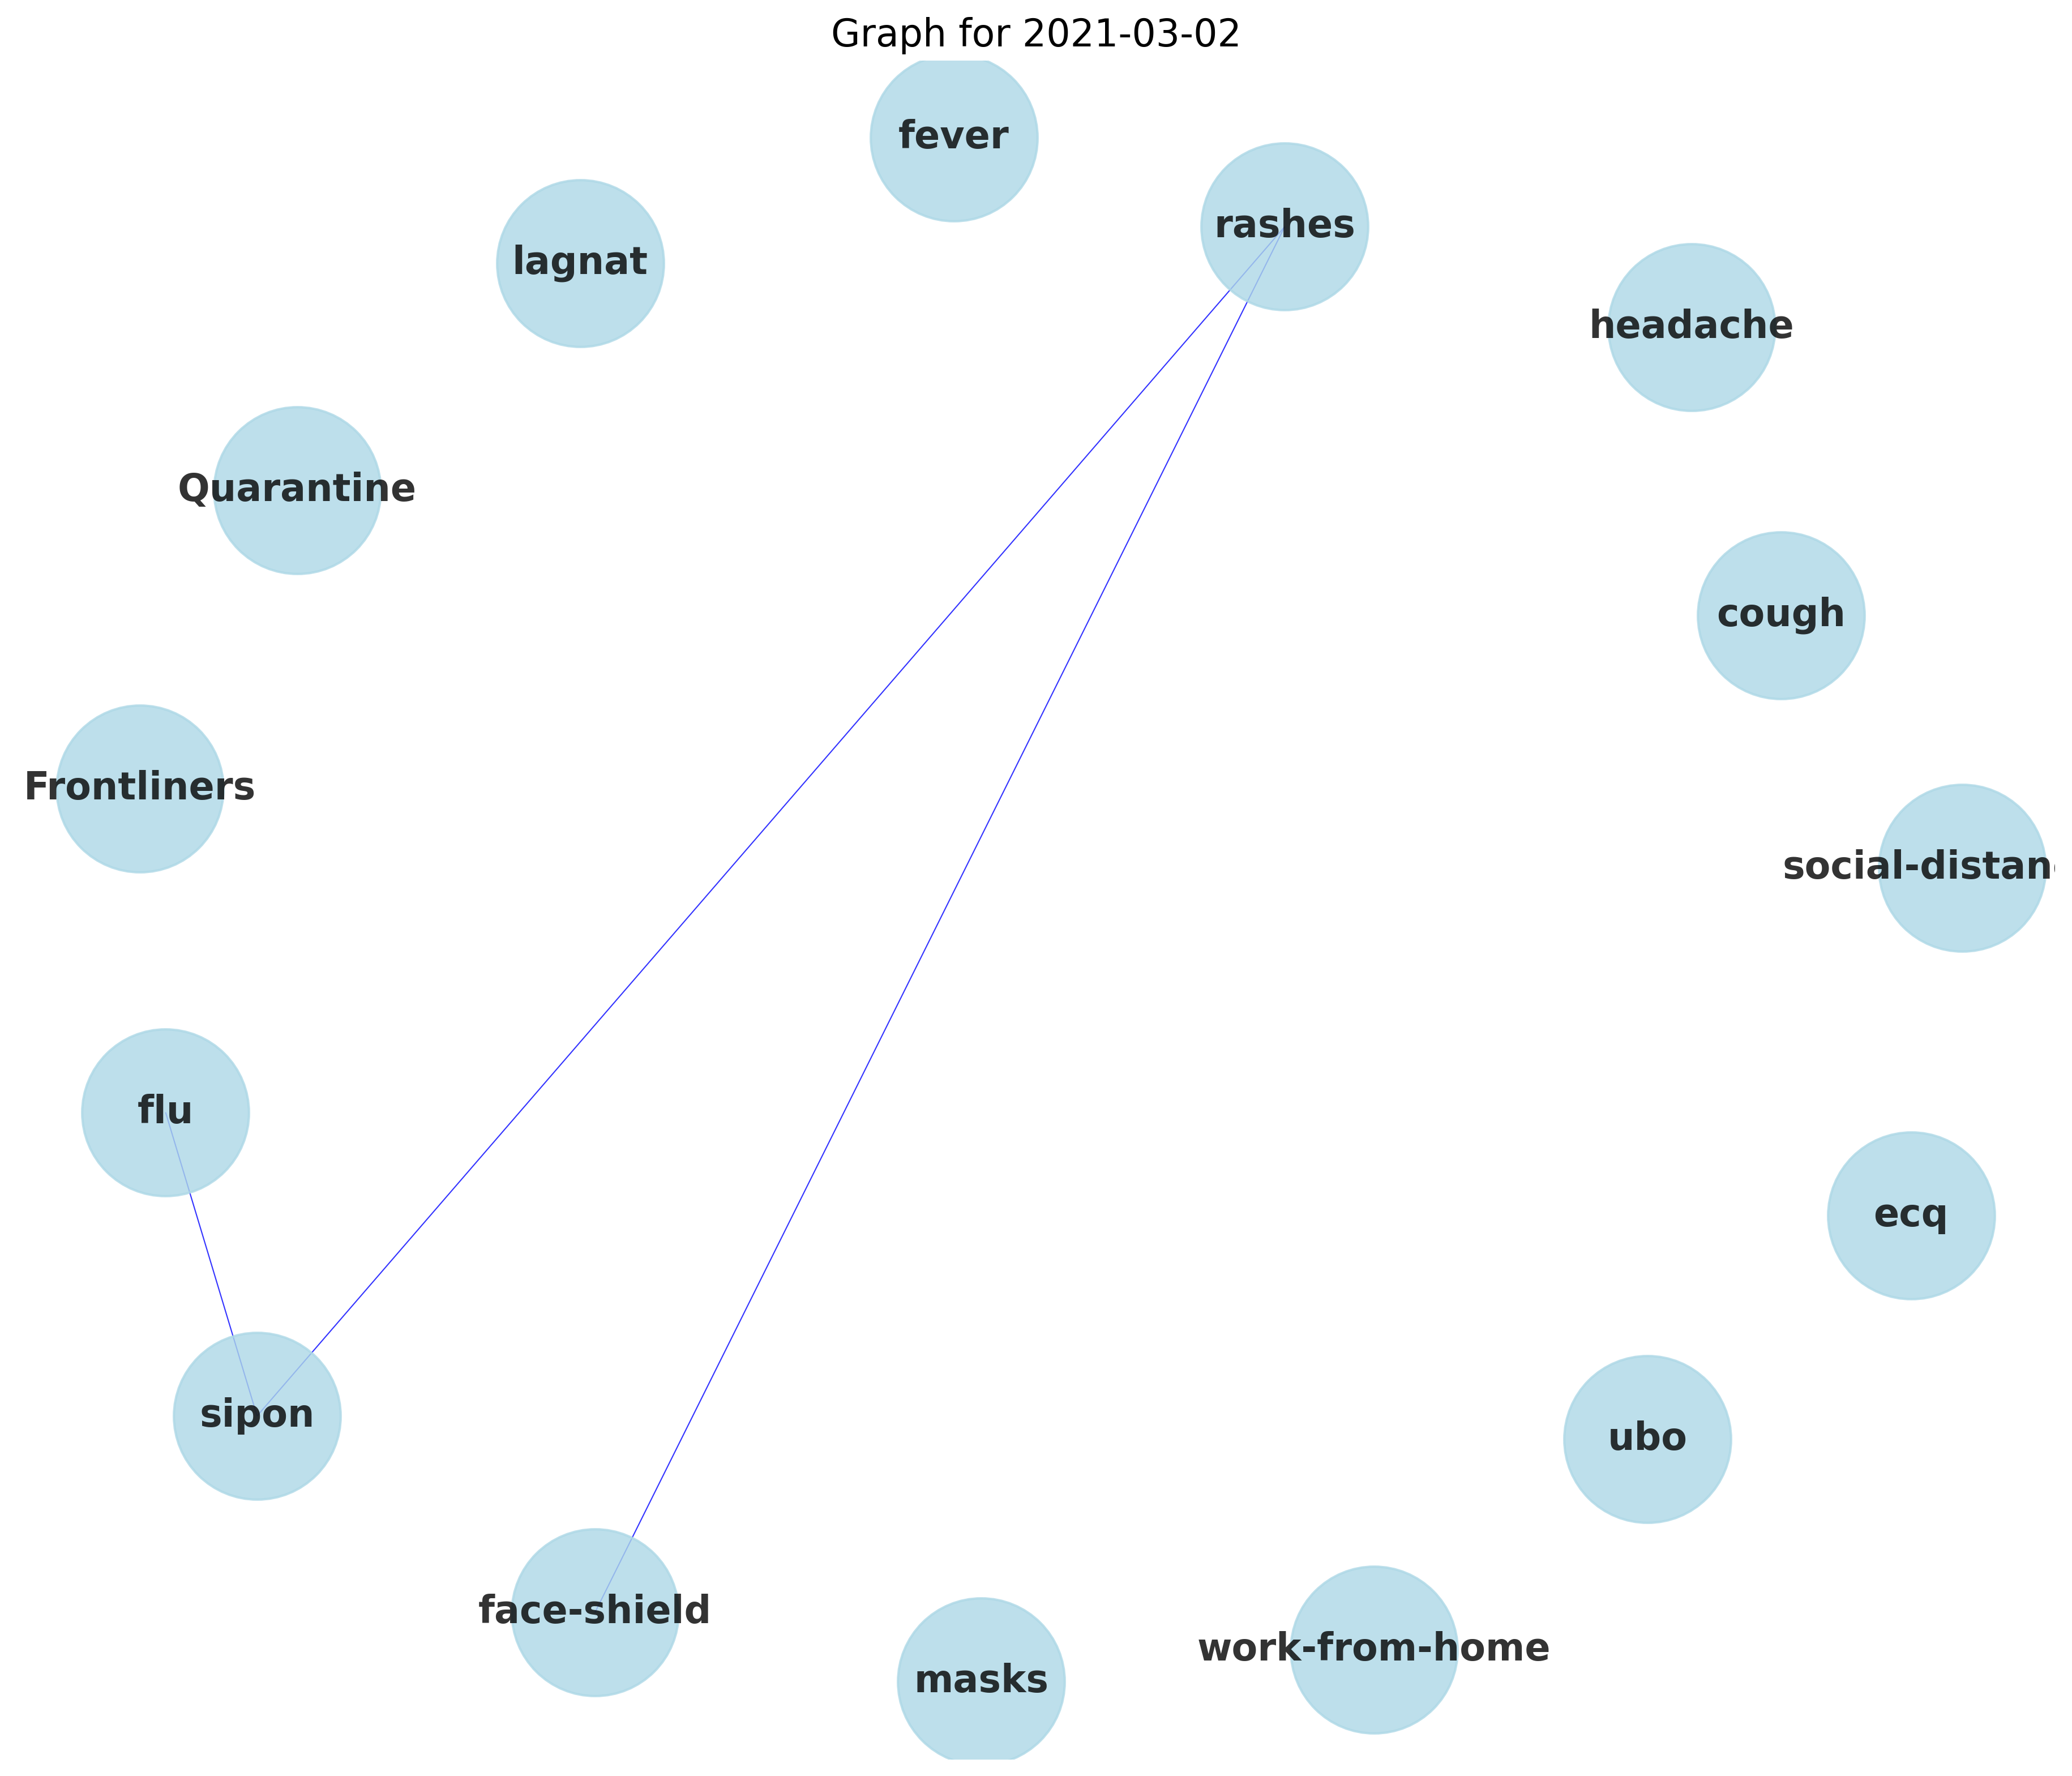 Graph for 2021-03-02
fever
rashes
lagnat
headache
Quarantine
cough
Frontliners
social-distan
flu
ecq
sipon
ubo
face-shield
work-from-home
masks